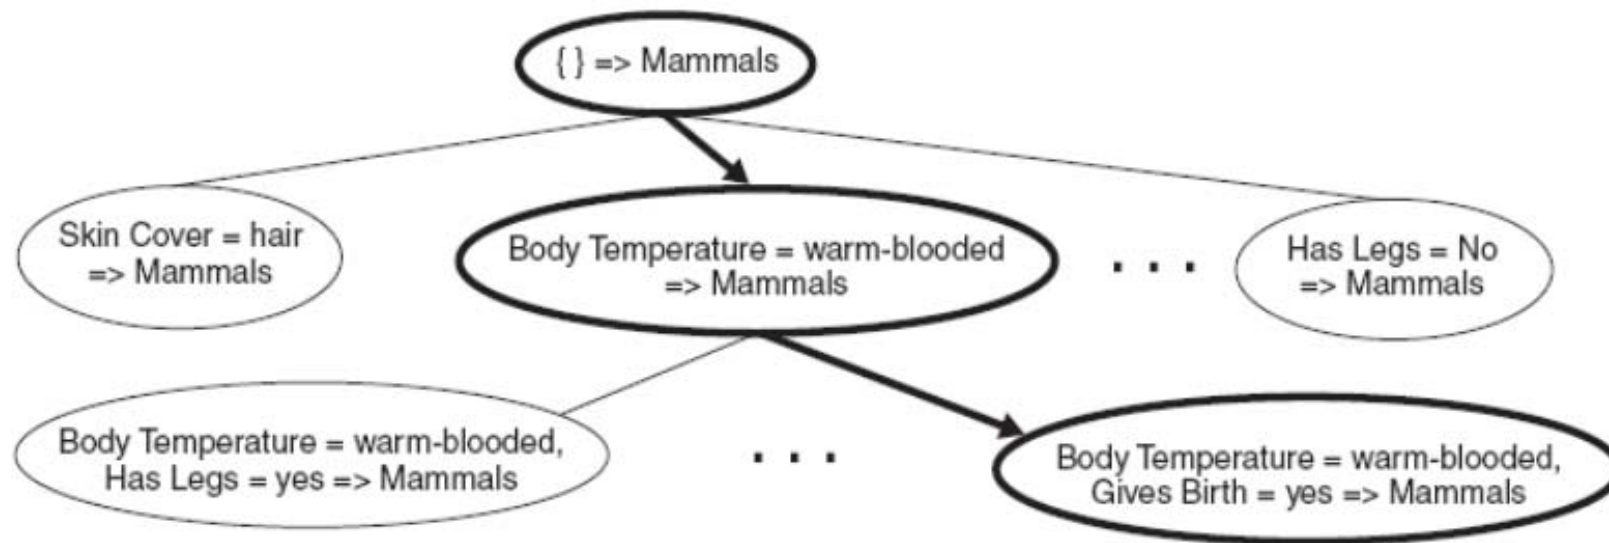 { } => Mammals
Skin Cover = hair
=> Mammals
Body Temperature = warm-blooded
=> Mammals
. . .
Has Legs = No
=> Mammals
Body Temperature = warm-blooded,
Has Legs = yes => Mammals
. . .
Body Temperature = warm-blooded,
Gives Birth = yes => Mammals